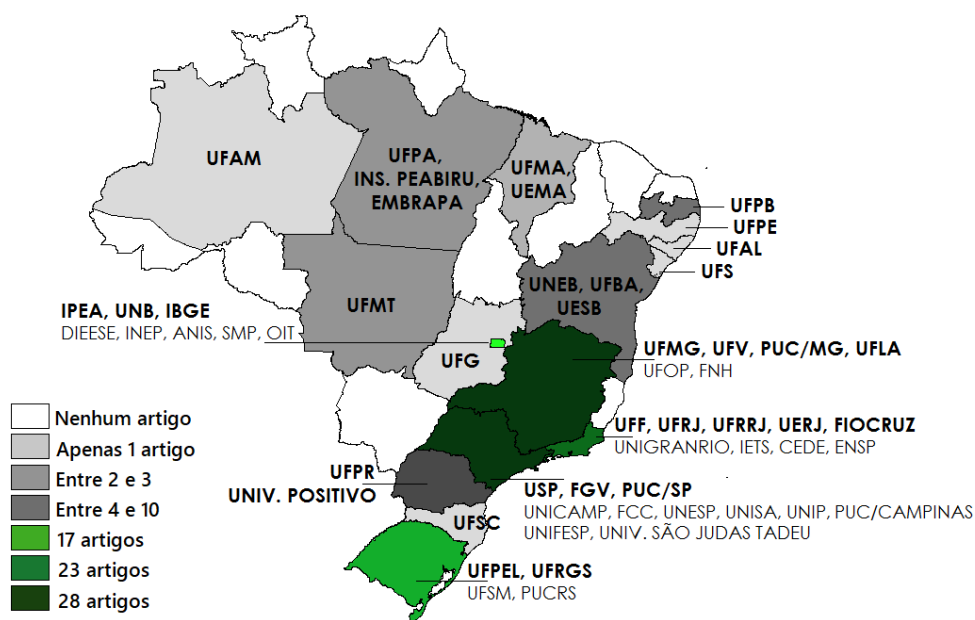 UFAM
UFPA,
INS. PEABIRU,
EMBRAPA
UFMA,
UEMA
UFPB
UFPE
UFAL
UFS
UNEB, UFBA,
UESB
UFMT
IPEA, UNB, IBGE
DIEESE, INEP, ANIS, SMP, OIT
UFG
UFMG, UFV, PUC/MG, UFLA
UFOP, FNH
UFF, UFRJ, UFRRJ, UERJ, FIOCRUZ
UNIGRANRIO, IETS, CEDE, ENSP
UFPR
UNIV. POSITIVO
USP, FGV, PUC/SP
UNICAMP, FCC, UNESP, UNISA, UNIP, PUC/CAMPINAS
UNIFESP, UNIV. SÃO JUDAS TADEU
UFSC
UFPEL, UFRGS
UFSM, PUCRS
Nenhum artigo
Apenas 1 artigo
Entre 2 e 3
Entre 4 e 10
17 artigos
23 artigos
28 artigos